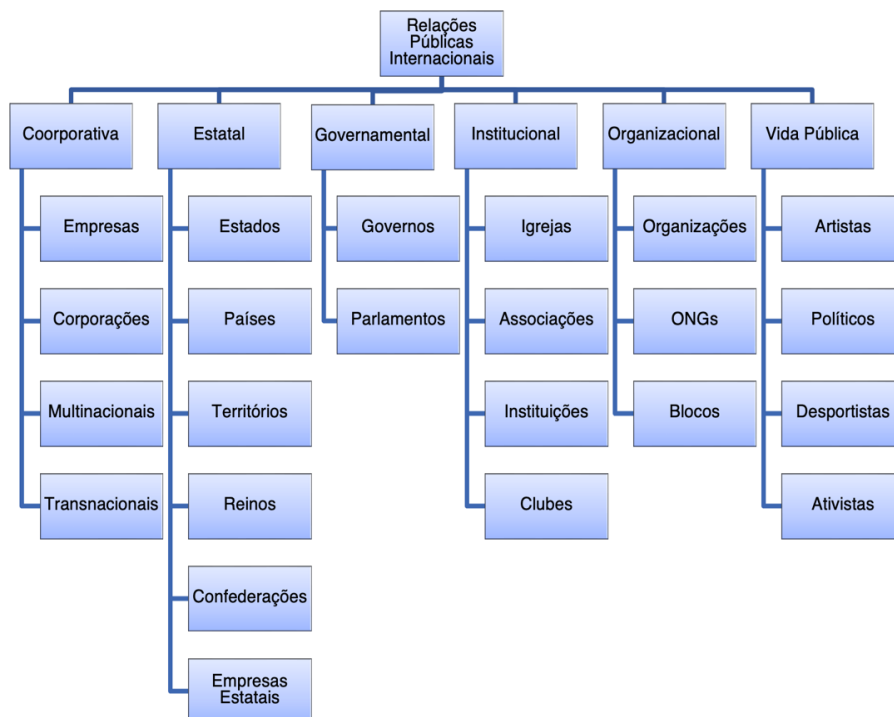 Relações
Públicas
Internacionais
Coorporativa
Estatal
Governamental
Institucional
Organizacional
Vida Pública
Empresas
Estados
Governos
Igrejas
Organizações
Artistas
Corporações
Países
Parlamentos
Associações
ONGs
Políticos
Multinacionais
Territórios
Instituições
Blocos
Desportistas
Transnacionais
Reinos
Clubes
Ativistas
Confederações
Empresas
Estatais